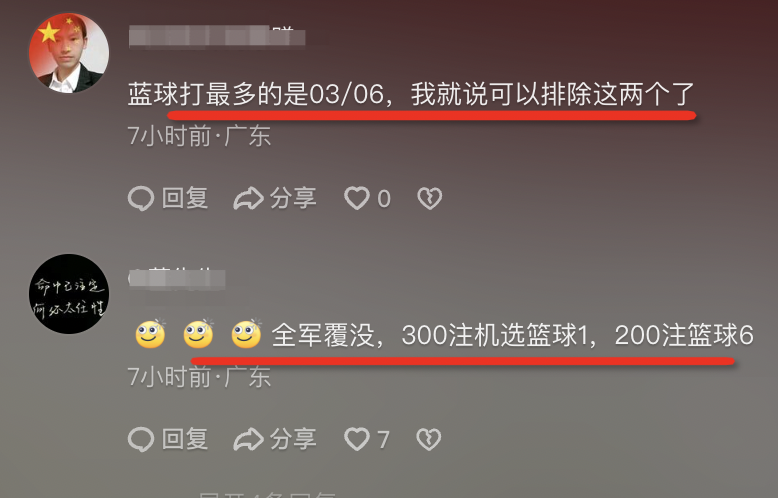 蓝球打最多的是03/06，我就说可以排除这两个了
7小时前·广东
回复 分享 0
命中已注定
何必太任性
全军覆没，300注机选篮球1，200注篮球6
7小时前·广东
回复 分享 7